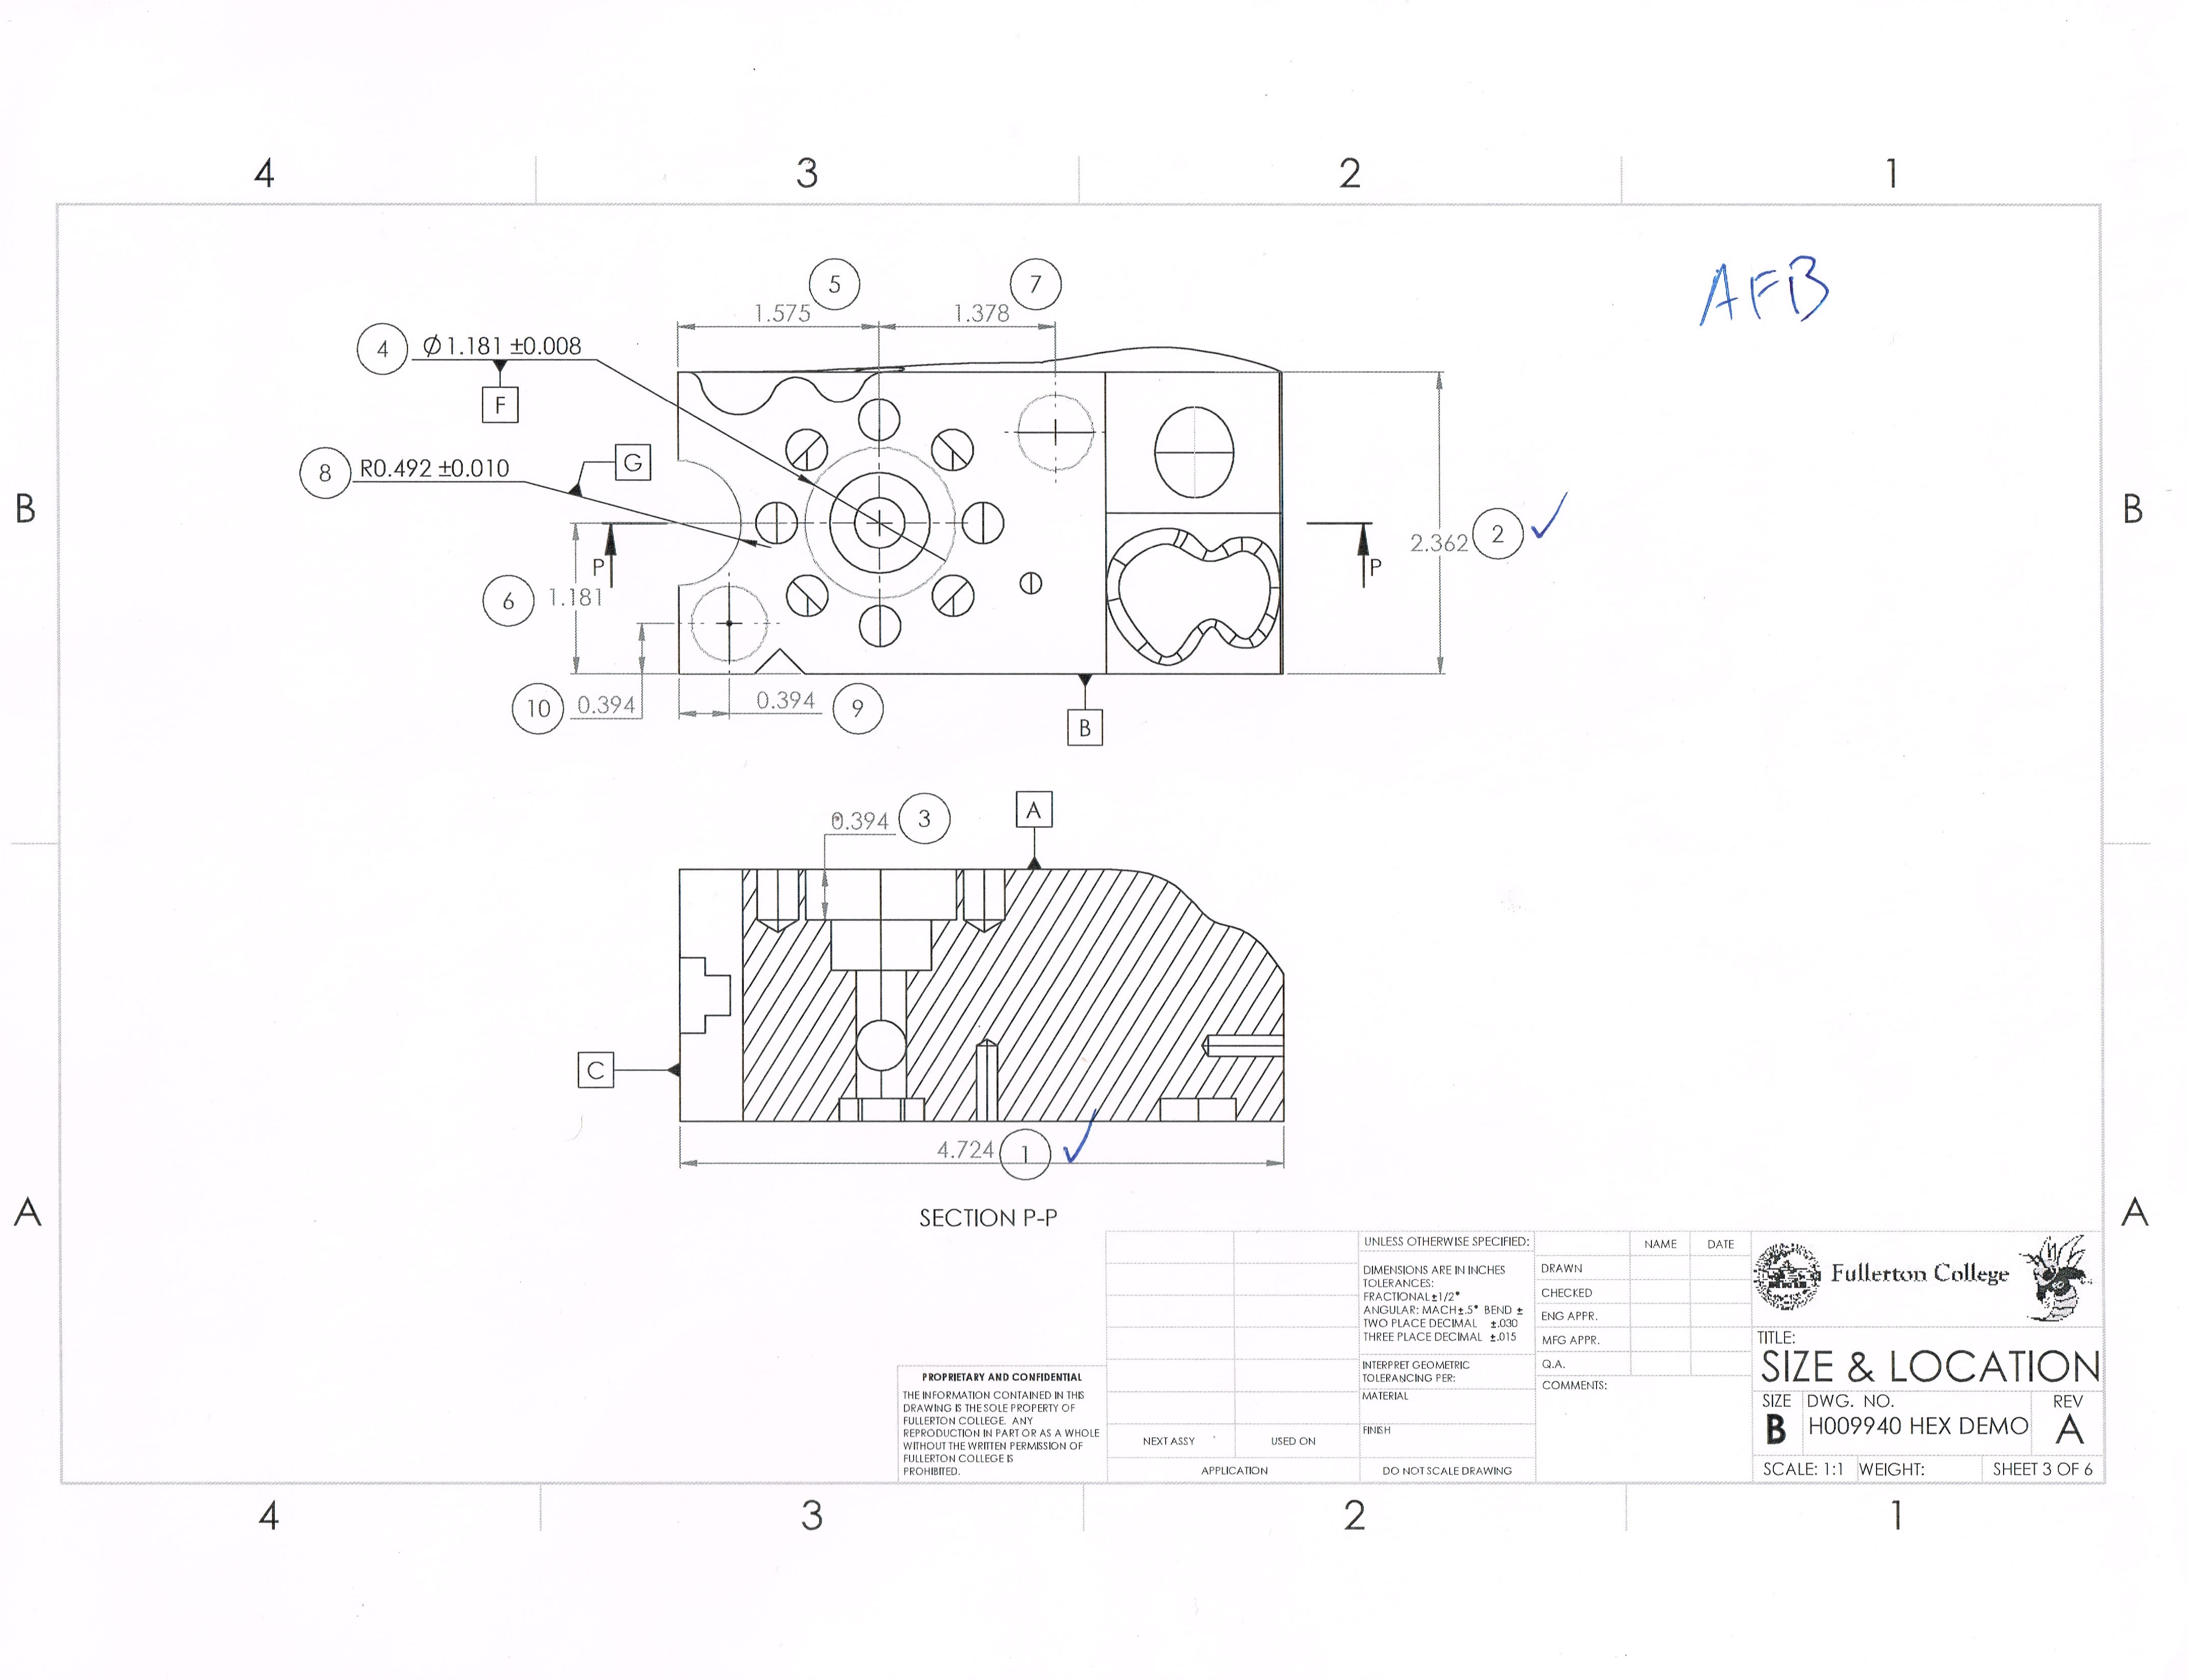 4 3 2 1
AFB
5 7
1.575 1.378
4 Ø1.181 ±0.008
F
8 R0.492 ±0.010
G
B B
P P
2.362 2
6 1.181
10 0.394
0.394 9
B
0.394 3
A
C
4.724 1
SECTION P-P
A A
UNLESS OTHERWISE SPECIFIED:
DIMENSIONS ARE IN INCHES
TOLERANCES:
FRACTIONAL±1/2°
ANGULAR: MACH±.5° BEND ±
TWO PLACE DECIMAL ±.030
THREE PLACE DECIMAL ±.015
INTERPRET GEOMETRIC
TOLERANCING PER:
MATERIAL
FINISH
DO NOT SCALE DRAWING
NAME DATE
DRAWN
CHECKED
ENG APPR.
MFG APPR.
Q.A.
COMMENTS:
PROPRIETARY AND CONFIDENTIAL
THE INFORMATION CONTAINED IN THIS
DRAWING IS THE SOLE PROPERTY OF
FULLERTON COLLEGE. ANY
REPRODUCTION IN PART OR AS A WHOLE
WITHOUT THE WRITTEN PERMISSION OF
FULLERTON COLLEGE IS
PROHIBITED.
NEXT ASSY USED ON
APPLICATION
Fullerton College
TITLE:
SIZE & LOCATION
SIZE DWG. NO. REV
B H009940 HEX DEMO A
SCALE: 1:1 WEIGHT: SHEET 3 OF 6
4 3 2 1